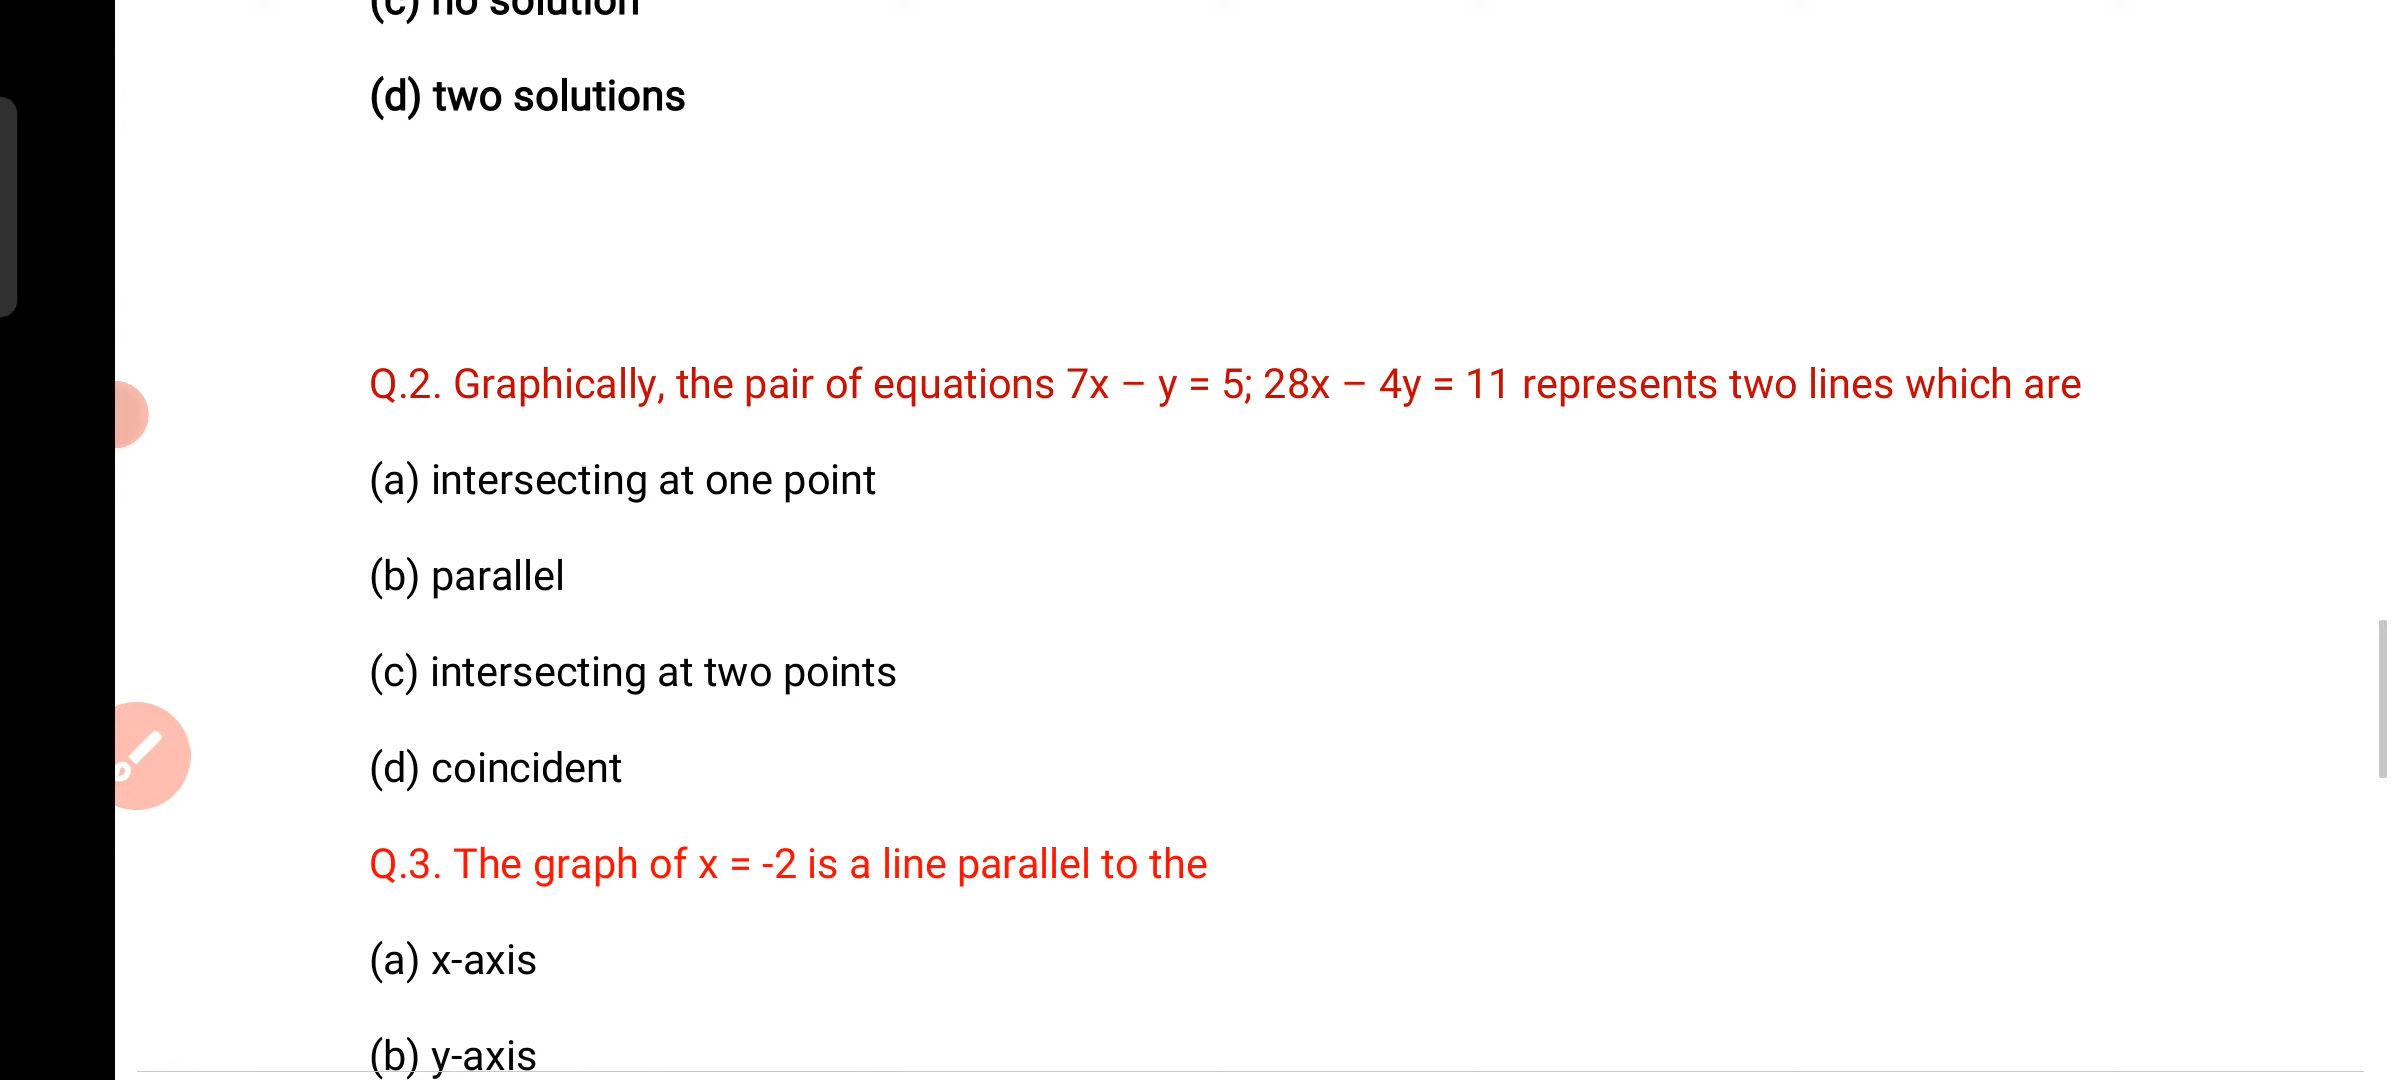 (c) no solution
(d) two solutions
Q.2. Graphically, the pair of equations 7x – y = 5; 28x – 4y = 11 represents two lines which are
(a) intersecting at one point
(b) parallel
(c) intersecting at two points
(d) coincident
Q.3. The graph of x = -2 is a line parallel to the
(a) x-axis
(b) y-axis